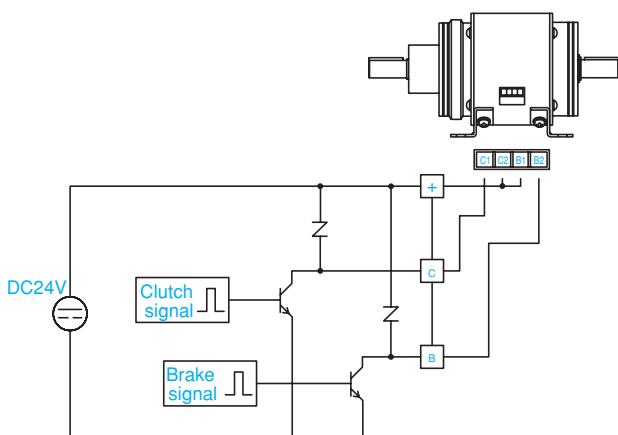 C1 C2 B1 B2
+
C
DC24V
Clutch
signal
B
Brake
signal